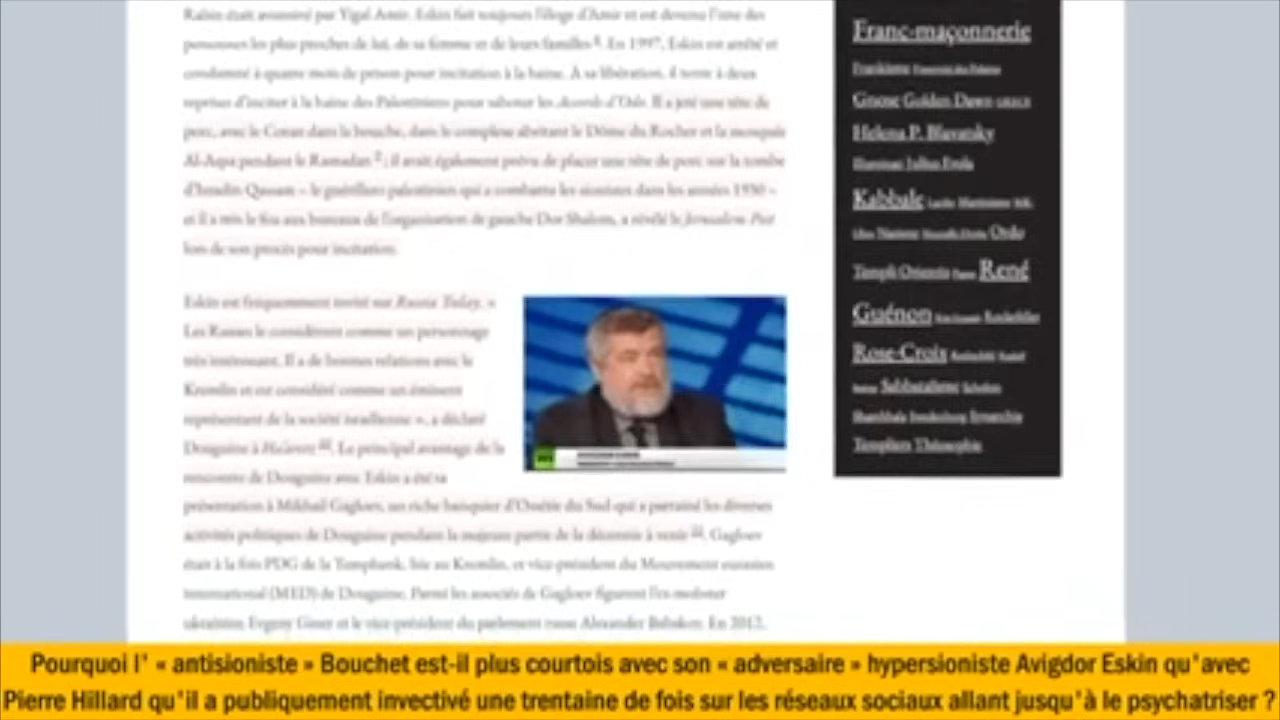 Rabin était assassiné par Yigal Amir. Eskin fait toujours l'éloge d'Amir et est devenu l'une des
personnes les plus proches de lui, de sa femme et de leurs familles. En 1997, Eskin est arrêté et
condamné à quatre mois de prison pour incitation à la haine. À sa libération, il tente à deux
reprises d'inciter à la haine des Palestiniens pour saboter les Accords d'Oslo. Il a jeté une tête de
porc, avec le Coran dans la bouche, dans le complexe abritant le Dôme du Rocher et la mosquée
Al-Aqsa pendant le Ramadan ; il avait également prévu de placer une tête de porc sur la tombe
d'Izzedin Qassam – le guérillero palestinien qui a combattu les sionistes dans les années 1930 –
et il a mis le feu aux bureaux de l'organisation de gauche Dor Shalom, a révélé le Jerusalem Post
lors de son procès pour incitation.
Eskin est fréquemment invité sur Russia Today. «
Les Russes le considèrent comme un personnage
très intéressant. Il a de bonnes relations avec le
Kremlin et est considéré comme un éminent
représentant de la société israélienne », a déclaré
Douguine à Haaretz. Le principal avantage de la
rencontre de Douguine avec Eskin a été sa
présentation à Mikhail Gagloev, un riche banquier d'Ossétie du Sud qui a parrainé les diverses
activités politiques de Douguine pendant la majeure partie de la décennie à venir. Gagloev
était à la fois PDG de la Tempbank, liée au Kremlin, et vice-président du Mouvement eurasien
international (MED) de Douguine. Parmi les associés de Gagloev figurent l'ex-mobster
ukrainien Evgeny Giner et le vice-président du parlement russe Alexander Babakov. En 2012,
Franc-maçonnerie
Frankisme
Gnose Golden Dawn GRECE
Helena P. Blavatsky
Illuminati Julius Evola
Kabbale
Ordo
Templi Orientis René
Guénon Rockefeller
Rose-Croix
Sabbataïsme
Shambhala Swedenborg Synarchie
Templiers Théosophie
Pourquoi l' « antisioniste » Bouchet est-il plus courtois avec son « adversaire » hypersioniste Avigdor Eskin qu'avec
Pierre Hillard qu'il a publiquement invectivé une trentaine de fois sur les réseaux sociaux allant jusqu'à le psychatriser ?